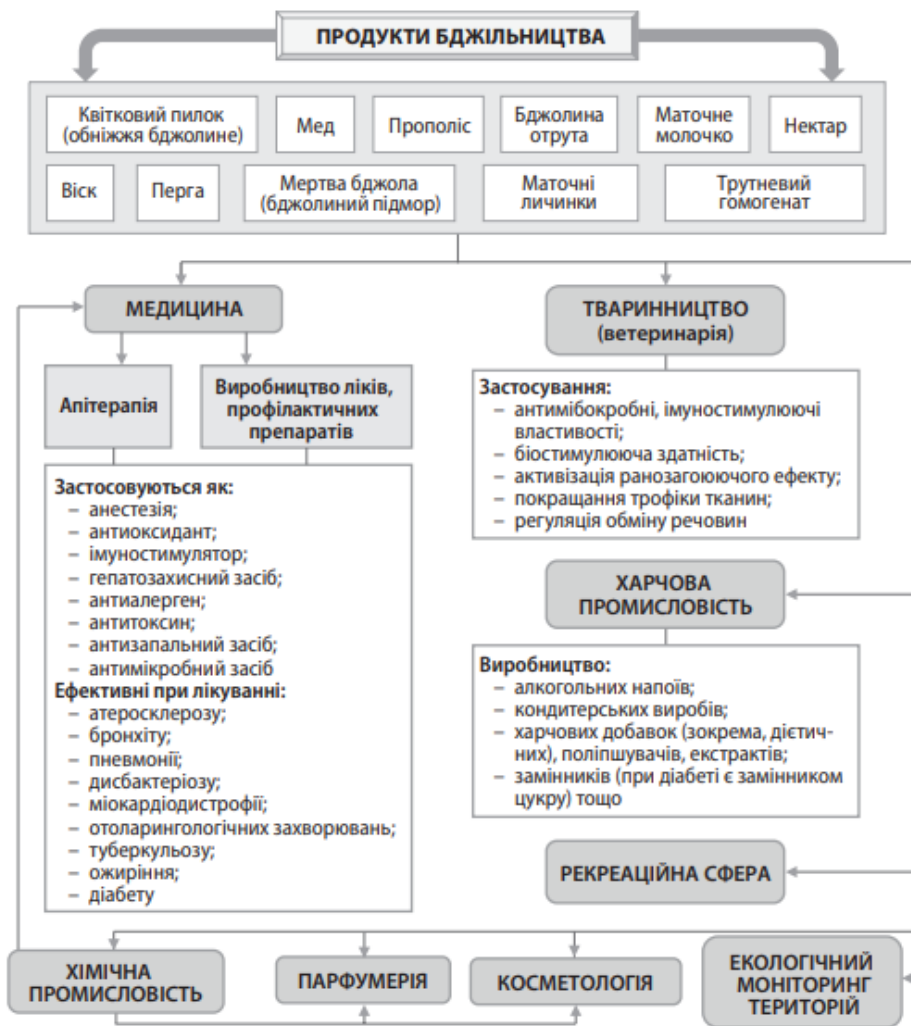 ПРОДУКТИ БДЖІЛЬНИЦТВА
Квітковий пилок
(обніжжя бджолине)
Мед
Прополіс
Бджолина
отрута
Маточне
молочко
Нектар
Віск
Перга
Мертва бджола
(бджолиний підмор)
Маточні
личинки
Трутневий
гомогенат
МЕДИЦИНА
Апітерапія
Виробництво ліків,
профілактичних
препаратів
Застосовуються як:
– анестезія;
– антиоксидант;
– імуностимулятор;
– гепатозахисний засіб;
– антиалерген;
– антитоксин;
– антизапальний засіб;
– антимікробний засіб
Ефективні при лікуванні:
– атеросклерозу;
– бронхіту;
– пневмонії;
– дисбактеріозу;
– міокардіодистрофії;
– отоларингологічних захворювань;
– туберкульозу;
– ожиріння;
– діабету
ТВАРИННИЦТВО
(ветеринарія)
Застосування:
– антимібокробні, імуностимулюючі
властивості;
– біостимулююча здатність;
– активізація ранозагоюючого ефекту;
– покращання трофіки тканин;
– регуляція обміну речовин
ХАРЧОВА
ПРОМИСЛОВІСТЬ
Виробництво:
– алкогольних напоїв;
– кондитерських виробів;
– харчових добавок (зокрема, дієтич-
них), поліпшувачів, екстрактів;
– замінників (при діабеті є замінником
цукру) тощо
РЕКРЕАЦІЙНА СФЕРА
ХІМІЧНА
ПРОМИСЛОВІСТЬ
ПАРФУМЕРІЯ
КОСМЕТОЛОГІЯ
ЕКОЛОГІЧНИЙ
МОНІТОРИНГ
ТЕРИТОРІЙ